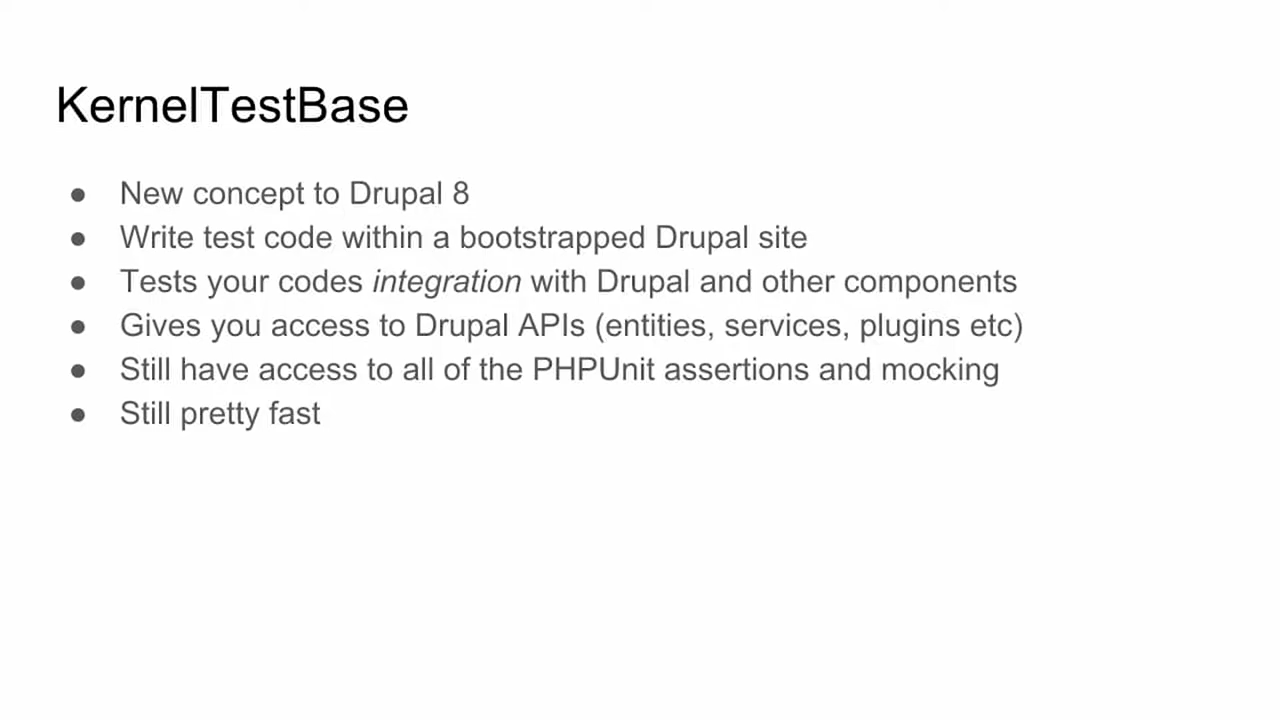 KernelTestBase
● New concept to Drupal 8
● Write test code within a bootstrapped Drupal site
● Tests your codes integration with Drupal and other components
● Gives you access to Drupal APIs (entities, services, plugins etc)
● Still have access to all of the PHPUnit assertions and mocking
● Still pretty fast